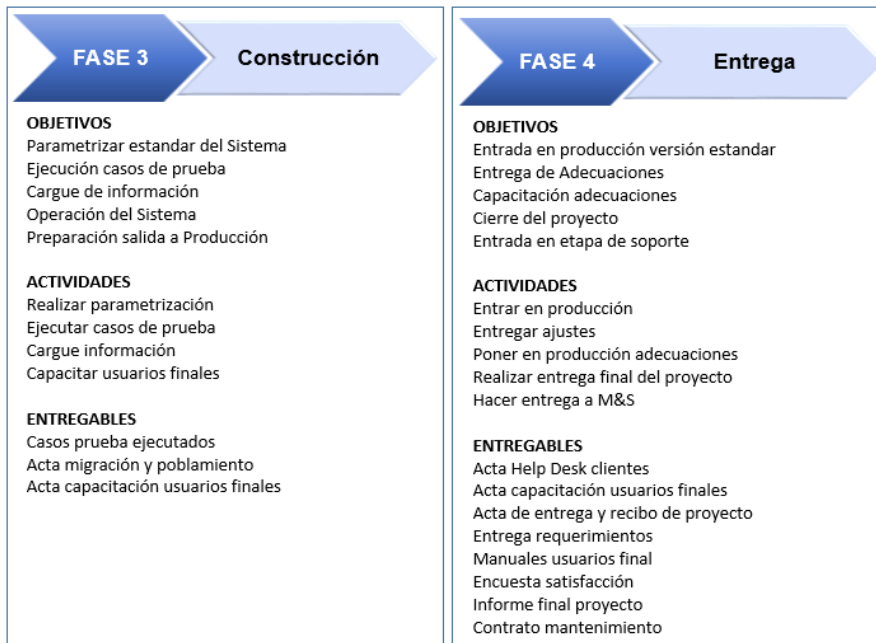 FASE 3
Construcción
OBJETIVOS
Parametrizar estandar del Sistema
Ejecución casos de prueba
Cargue de información
Operación del Sistema
Preparación salida a Producción
ACTIVIDADES
Realizar parametrización
Ejecutar casos de prueba
Cargue información
Capacitar usuarios finales
ENTREGABLES
Casos prueba ejecutados
Acta migración y poblamiento
Acta capacitación usuarios finales
FASE 4
Entrega
OBJETIVOS
Entrada en producción versión estandar
Entrega de Adecuaciones
Capacitación adecuaciones
Cierre del proyecto
Entrada en etapa de soporte
ACTIVIDADES
Entrar en producción
Entregar ajustes
Poner en producción adecuaciones
Realizar entrega final del proyecto
Hacer entrega a M&S
ENTREGABLES
Acta Help Desk clientes
Acta capacitación usuarios finales
Acta de entrega y recibo de proyecto
Entrega requerimientos
Manuales usuarios final
Encuesta satisfacción
Informe final proyecto
Contrato mantenimiento